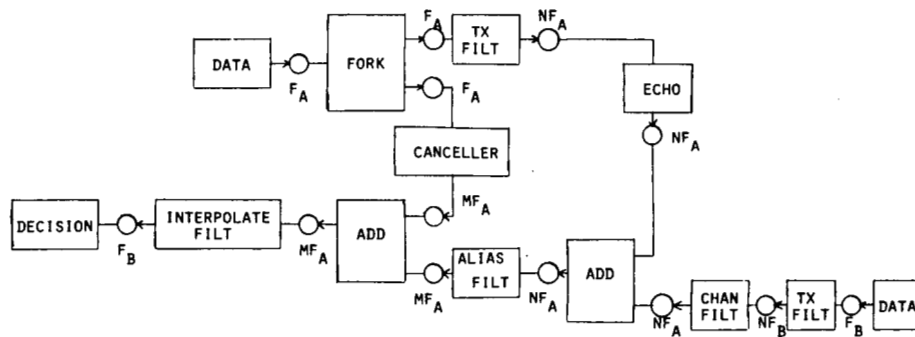 F_A
NF_A
TX
FILT
DATA
FORK
F_A
F_A
ECHO
NF_A
CANCELLER
MF_A
DECISION
INTERPOLATE
FILT
ADD
F_B
MF_A
ALIAS
FILT
MF_A
NF_A
ADD
CHAN
FILT
TX
FILT
DATA
NF_A
NF_B
F_B